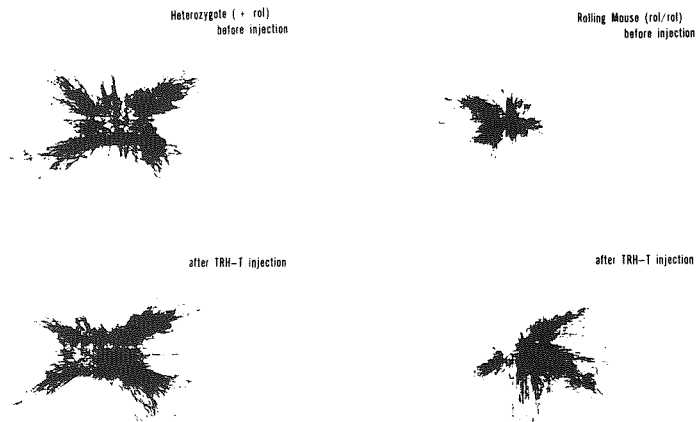 Heterozygote ( + rol)
before injection
Rolling Mouse (rol/rol)
before injection
after TRH-T injection
after TRH-T injection